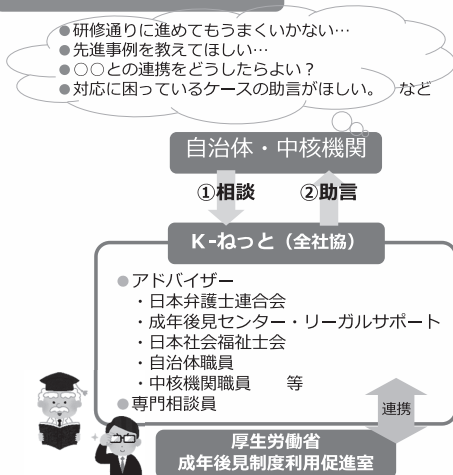 ●研修通りに進めてもうまくいかない…
●先進事例を教えてほしい…
●○○との連携をどうしたらよい？
●対応に困っているケースの助言がほしい。 など
自治体・中核機関
①相談 ②助言
K-ねっと（全社協）
●アドバイザー
・日本弁護士連合会
・成年後見センター・リーガルサポート
・日本社会福祉士会
・自治体職員
・中核機関職員 等
●専門相談員
連携
厚生労働省
成年後見制度利用促進室